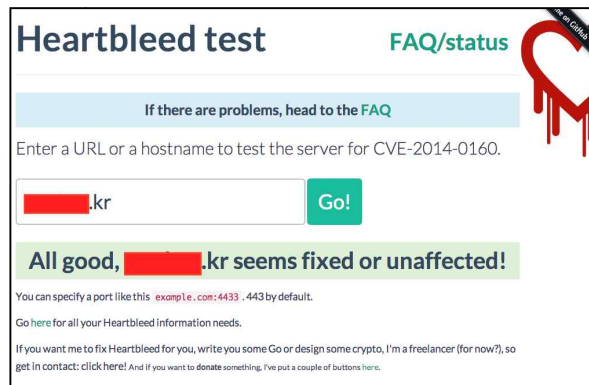 Heartbleed test
FAQ/status
me on GitHub
If there are problems, head to the FAQ
Enter a URL or a hostname to test the server for CVE-2014-0160.
.kr
Go!
All good, .kr seems fixed or unaffected!
You can specify a port like this example.com:4433 . 443 by default.
Go here for all your Heartbleed information needs.
If you want me to fix Heartbleed for you, write you some Go or design some crypto, I'm a freelancer (for now?), so
get in contact: click here! And if you want to donate something, I've put a couple of buttons here.